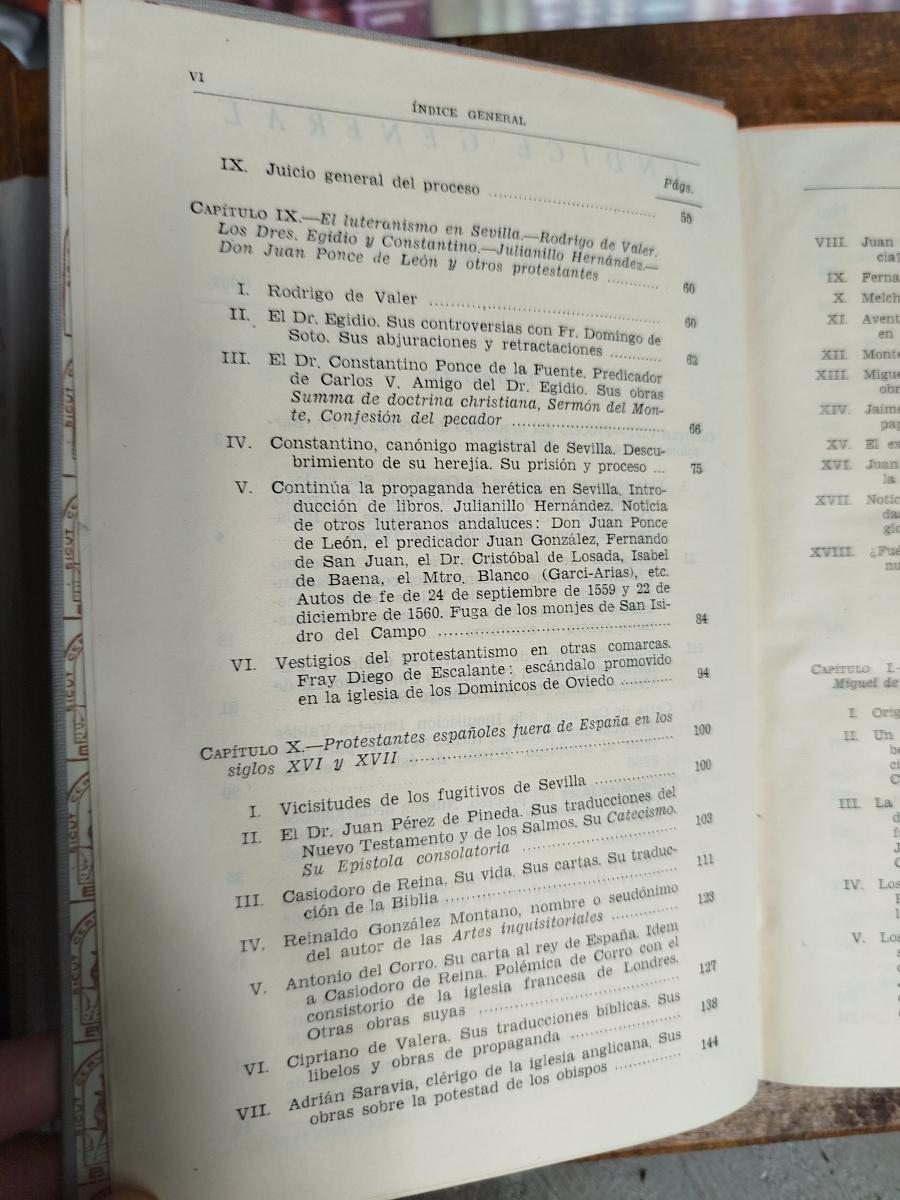 VI
ÍNDICE GENERAL
Págs.
IX. Juicio general del proceso ........................ 55
CAPÍTULO IX.—El luteranismo en Sevilla.—Rodrigo de Valer.
Los Dres. Egidio y Constantino.—Julianillo Hernández.—
Don Juan Ponce de León y otros protestantes ............ 60
I. Rodrigo de Valer ........................ 60
II. El Dr. Egidio. Sus controversias con Fr. Domingo de
Soto. Sus abjuraciones y retractaciones ............ 62
III. El Dr. Constantino Ponce de la Fuente. Predicador
de Carlos V. Amigo del Dr. Egidio. Sus obras
Summa de doctrina christiana, Sermón del Mon-
te, Confesión del pecador ........................ 66
IV. Constantino, canónigo magistral de Sevilla. Descu-
brimiento de su herejía. Su prisión y proceso ... 75
V. Continúa la propaganda herética en Sevilla. Intro-
ducción de libros. Julianillo Hernández. Noticia
de otros luteranos andaluces: Don Juan Ponce
de León, el predicador Juan González, Fernando
de San Juan, el Dr. Cristóbal de Losada, Isabel
de Baena, el Mtro. Blanco (Garci-Arias), etc.
Autos de fe de 24 de septiembre de 1559 y 22 de
diciembre de 1560. Fuga de los monjes de San Isi-
dro del Campo ........................ 84
VI. Vestigios del protestantismo en otras comarcas.
Fray Diego de Escalante: escándalo promovido
en la iglesia de los Dominicos de Oviedo ............ 94
CAPÍTULO X.—Protestantes españoles fuera de España en los
siglos XVI y XVII ........................ 100
I. Vicisitudes de los fugitivos de Sevilla ............ 100
II. El Dr. Juan Pérez de Pineda. Sus traducciones del
Nuevo Testamento y de los Salmos. Su Catecismo.
Su Epístola consolatoria ........................ 103
III. Casiodoro de Reina. Su vida. Sus cartas. Su traduc-
ción de la Biblia ........................ 111
IV. Reinaldo González Montano, nombre o seudónimo
del autor de las Artes inquisitoriales ............ 123
V. Antonio del Corro. Su carta al rey de España. Idem
a Casiodoro de Reina. Polémica de Corro con el
consistorio de la iglesia francesa de Londres.
Otras obras suyas ........................ 127
VI. Cipriano de Valera. Sus traducciones bíblicas. Sus
libelos y obras de propaganda ............ 138
VII. Adrián Saravia, clérigo de la iglesia anglicana. Sus
obras sobre la potestad de los obispos ............ 144
VIII. Juan
cia?
IX. Ferna
X. Melch
XI. Avent
en
XII. Monte
XIII. Migue
obr
XIV. Jaime
pap
XV. El ex
XVI. Juan
la
XVII. Notic
da
glo
XVIII. ¿Fué
nu
CAPÍTULO I.-
Miguel de
I. Orig
II. Un
be
ci
C
III. La
d
f
J
C
IV. Los
V. Los